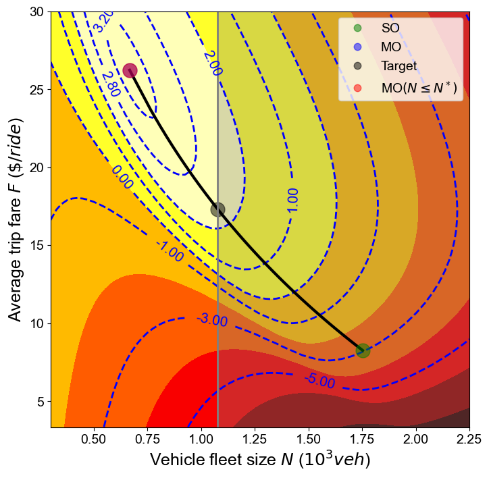 30
25
20
15
10
5
Average trip fare F ($/ride)
3.20
2.80
2.00
0.00
1.00
-1.00
-3.00
-5.00
SO
MO
Target
MO(N ≤ N*)
0.50 0.75 1.00 1.25 1.50 1.75 2.00 2.25
Vehicle fleet size N (10³veh)